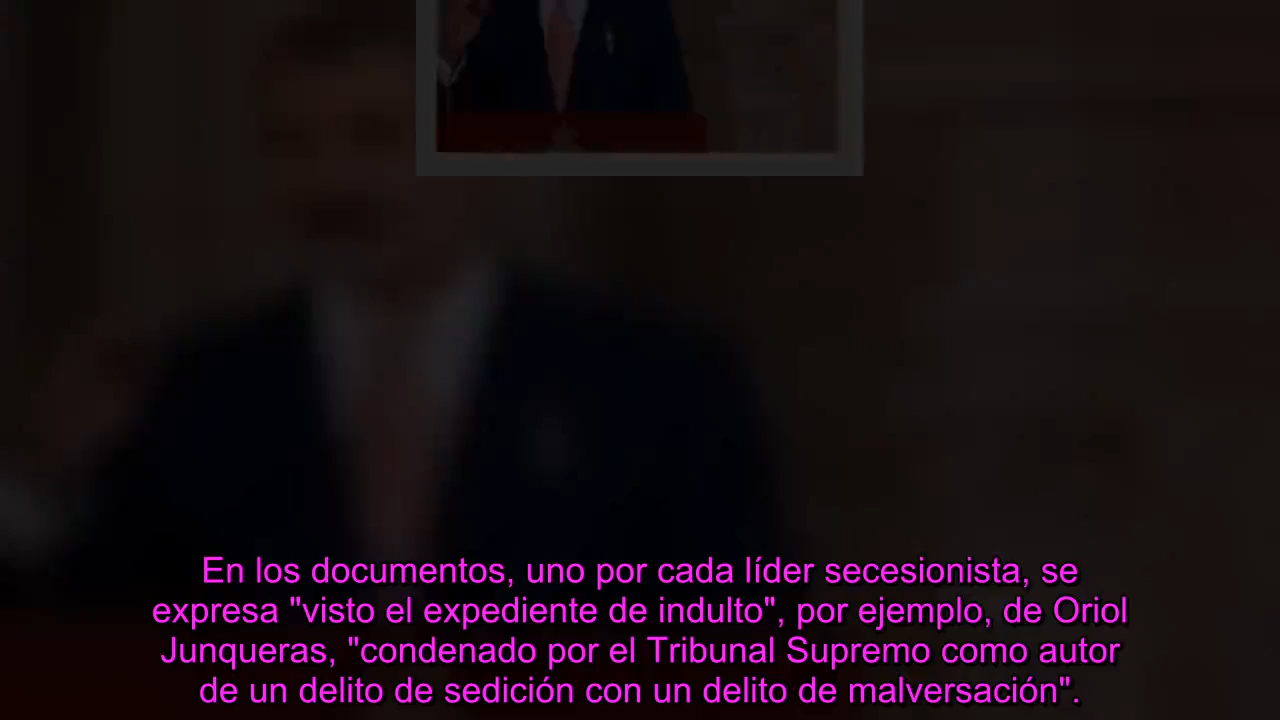 En los documentos, uno por cada líder secesionista, se
expresa "visto el expediente de indulto", por ejemplo, de Oriol
Junqueras, "condenado por el Tribunal Supremo como autor
de un delito de sedición con un delito de malversación".